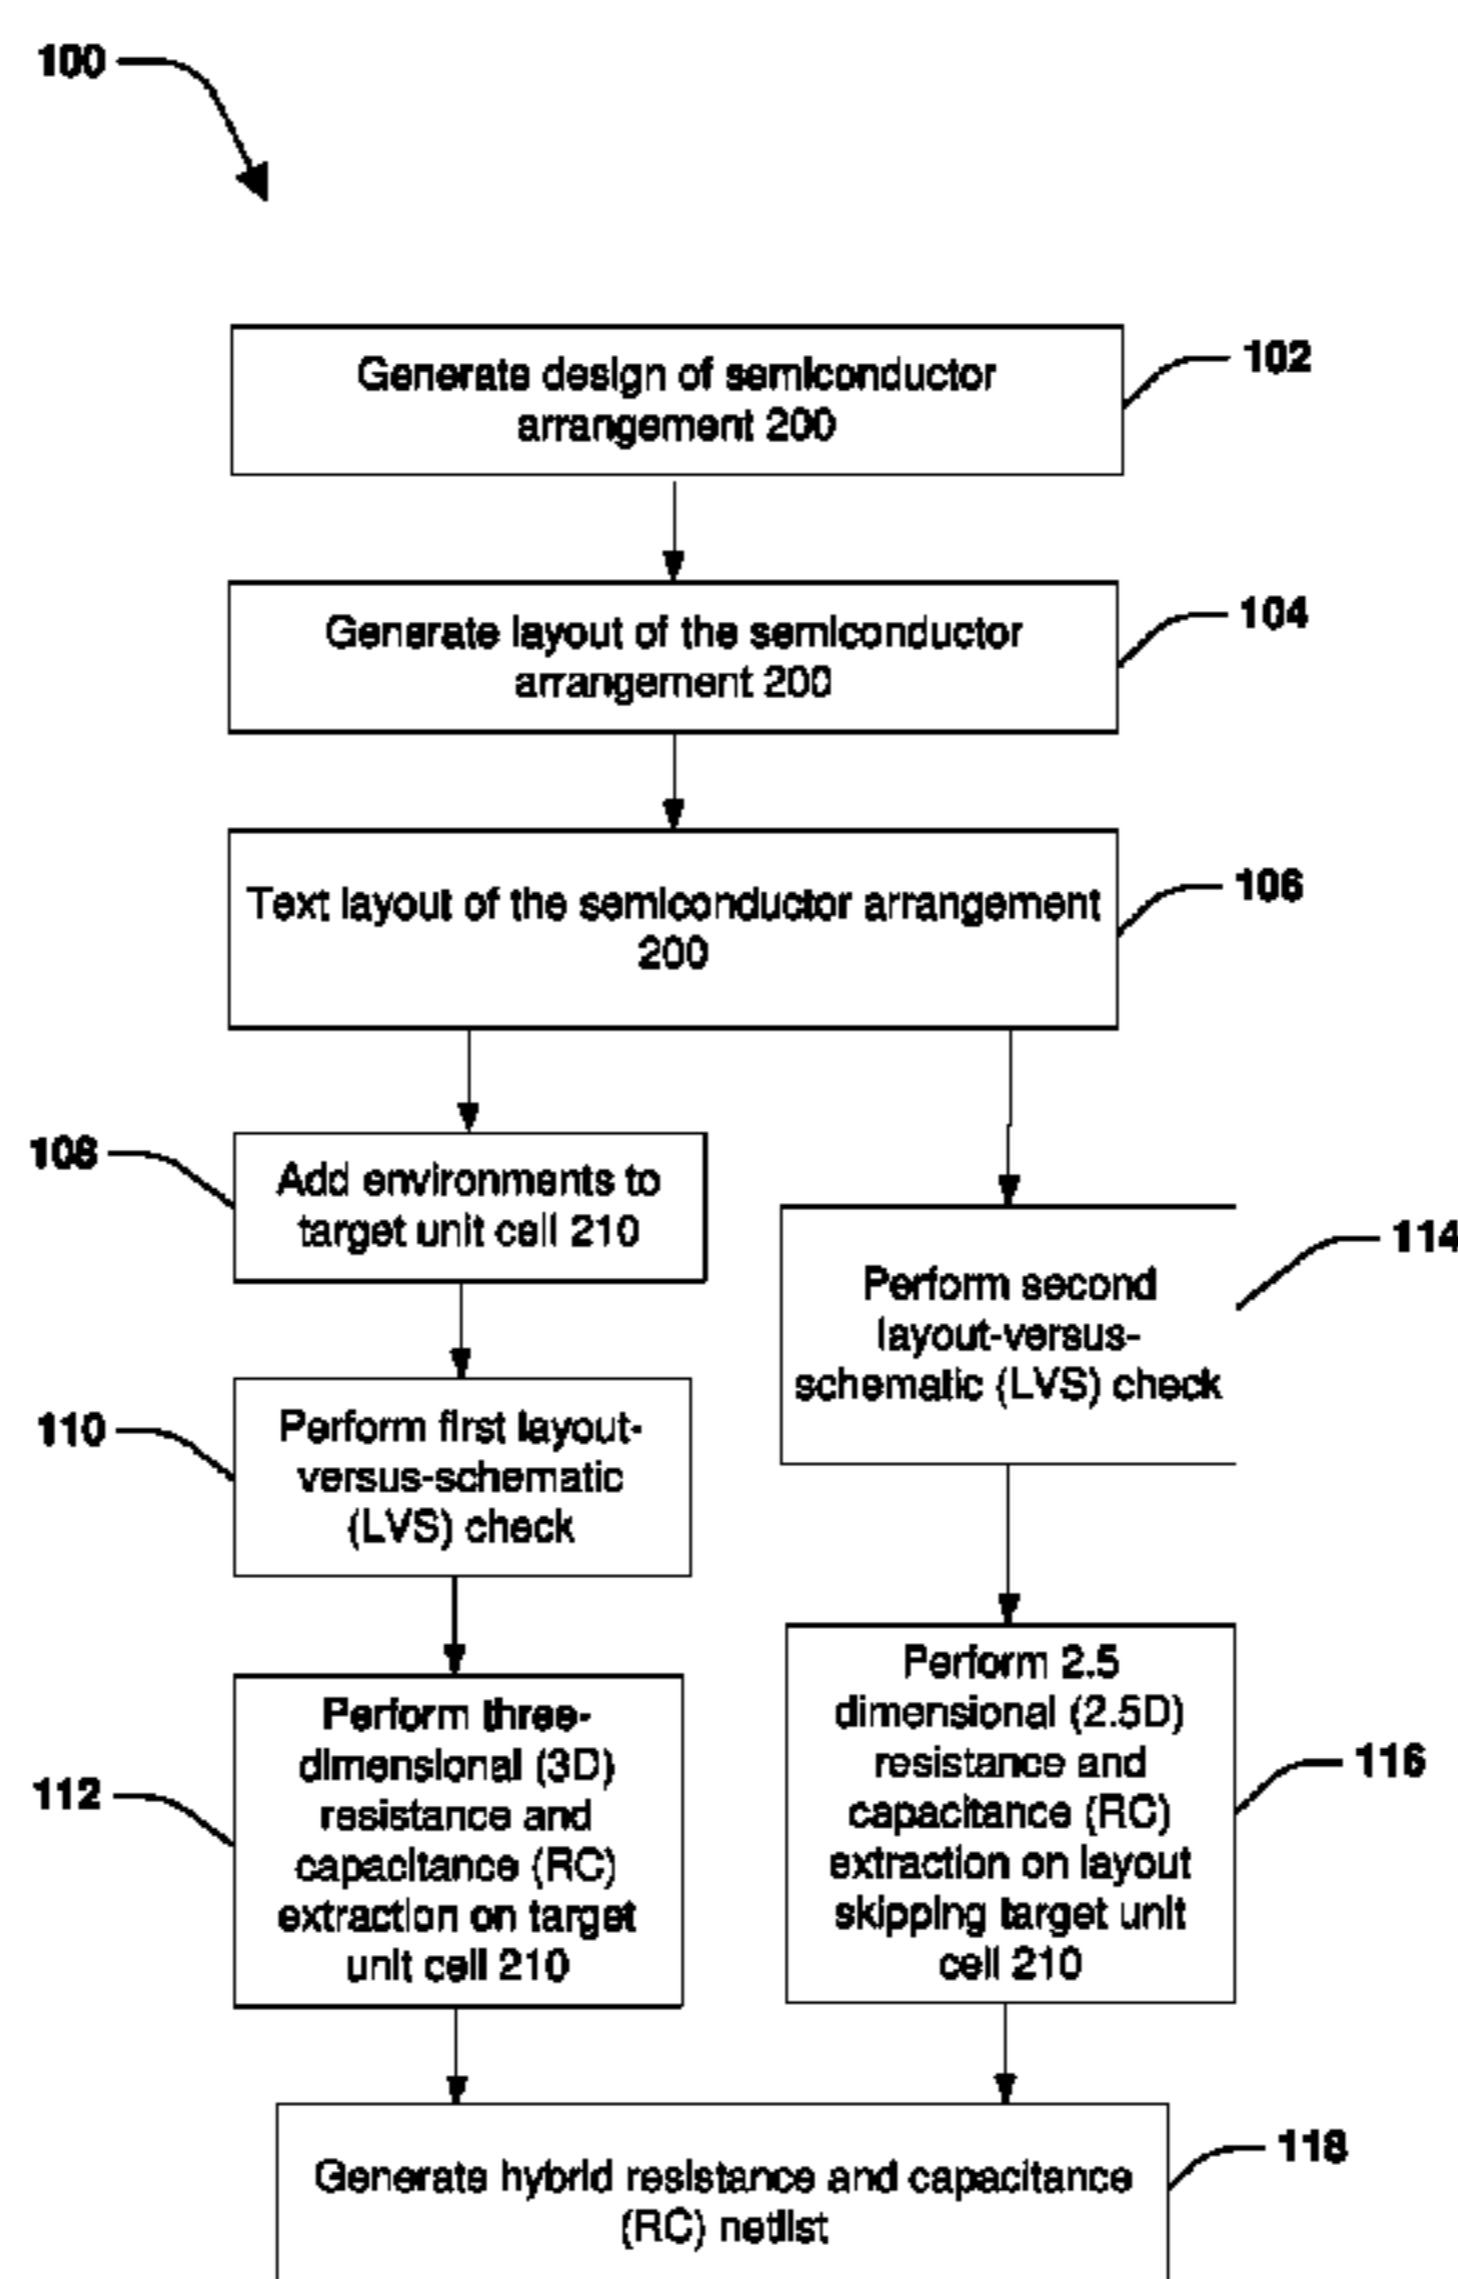 100
Generate design of semiconductor
arrangement 200
102
Generate layout of the semiconductor
arrangement 200
104
Text layout of the semiconductor arrangement
200
106
108
Add environments to
target unit cell 210
110
Perform first layout-
versus-schematic
(LVS) check
112
Perform three-
dimensional (3D)
resistance and
capacitance (RC)
extraction on target
unit cell 210
Perform second
layout-versus-
schematic (LVS) check
114
Perform 2.5
dimensional (2.5D)
resistance and
capacitance (RC)
extraction on layout
skipping target unit
cell 210
116
Generate hybrid resistance and capacitance
(RC) netlist
118